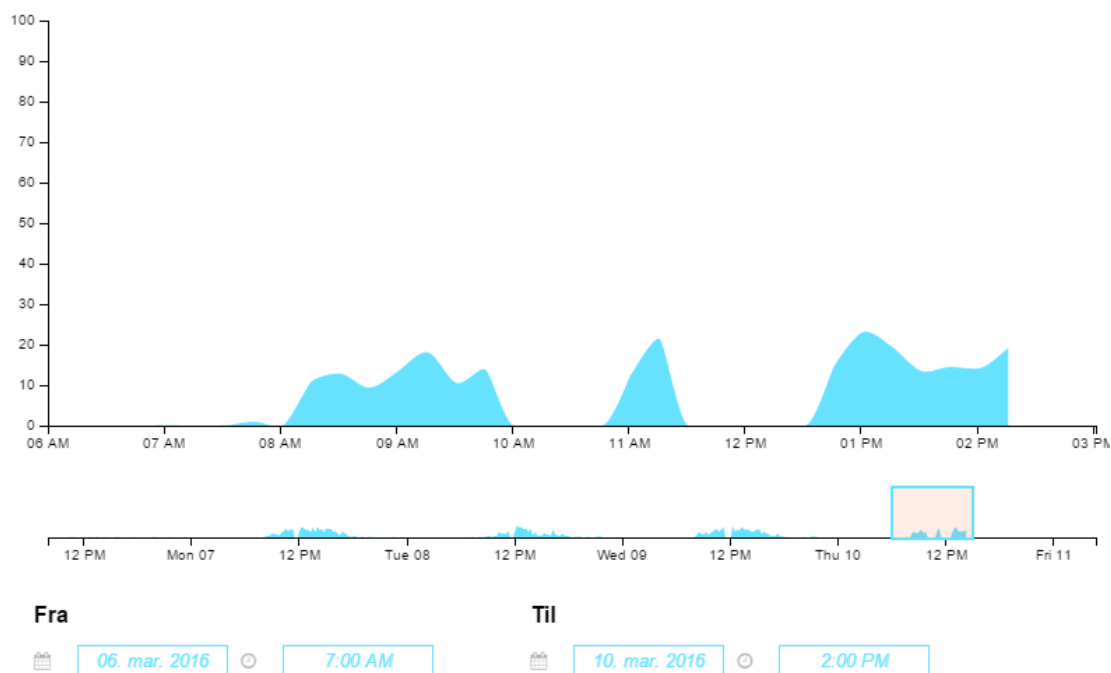 100
90
80
70
60
50
40
30
20
10
0
06 AM 07 AM 08 AM 09 AM 10 AM 11 AM 12 PM 01 PM 02 PM 03 PM
12 PM Mon 07 12 PM Tue 08 12 PM Wed 09 12 PM Thu 10 12 PM Fri 11
Fra Til
06. mar. 2016 7:00 AM 10. mar. 2016 2:00 PM